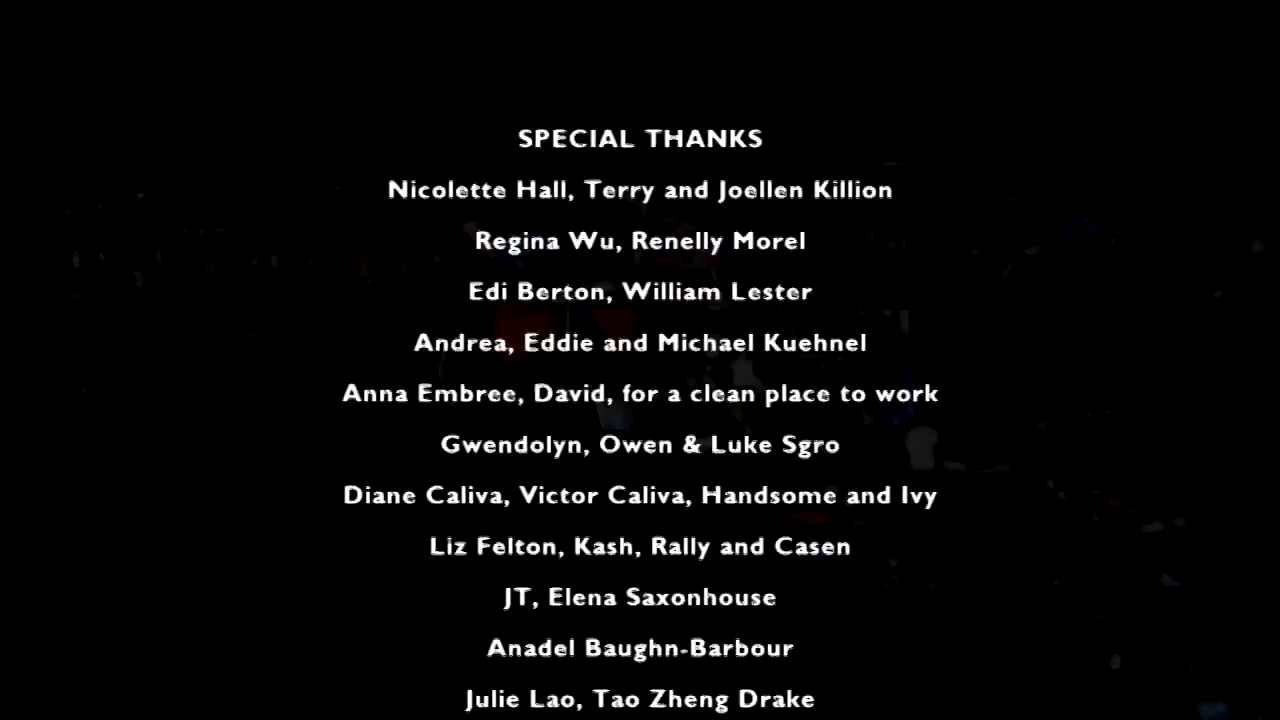 SPECIAL THANKS
Nicolette Hall, Terry and Joellen Killion
Regina Wu, Renelly Morel
Edi Berton, William Lester
Andrea, Eddie and Michael Kuehnel
Anna Embree, David, for a clean place to work
Gwendolyn, Owen & Luke Sgro
Diane Caliva, Victor Caliva, Handsome and Ivy
Liz Felton, Kash, Rally and Casen
JT, Elena Saxonhouse
Anadel Baughn-Barbour
Julie Lao, Tao Zheng Drake